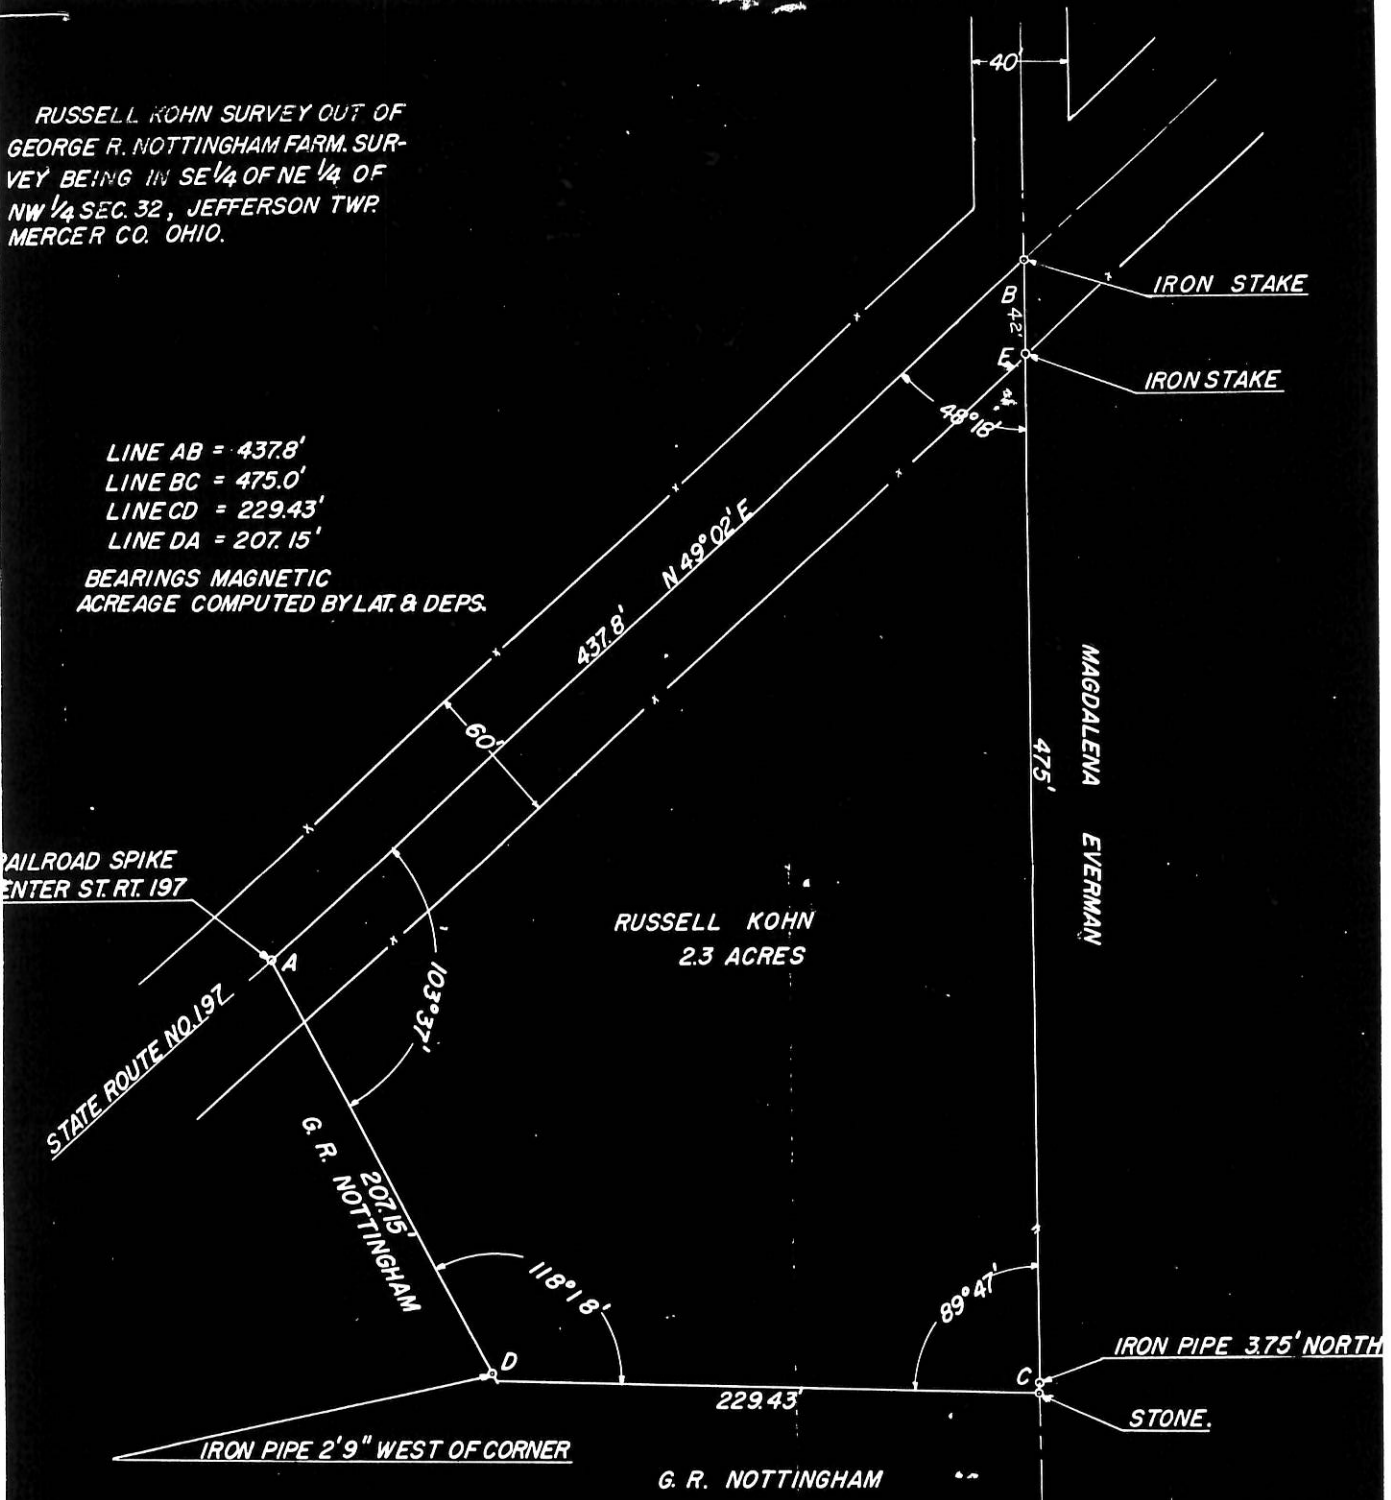 40'
RUSSELL KOHN SURVEY OUT OF
GEORGE R. NOTTINGHAM FARM. SUR-
VEY BEING IN SE 1/4 OF NE 1/4 OF
NW 1/4 SEC. 32, JEFFERSON TWP.
MERCER CO. OHIO.
IRON STAKE
B
42'
E
IRON STAKE
48°18'
LINE AB = 437.8'
LINE BC = 475.0'
LINE CD = 229.43'
LINE DA = 207.15'
BEARINGS MAGNETIC
ACREAGE COMPUTED BY LAT. & DEPS.
N 49°02' E
437.8'
60'
MAGDALENA EVERMAN
475'
RAILROAD SPIKE
CENTER ST. RT. 197
A
RUSSELL KOHN
2.3 ACRES
103°37'
STATE ROUTE NO. 197
G. R. NOTTINGHAM
207.15'
118°18'
89°47'
D
C
IRON PIPE 3.75' NORTH
229.43'
STONE.
IRON PIPE 2'9" WEST OF CORNER
G. R. NOTTINGHAM